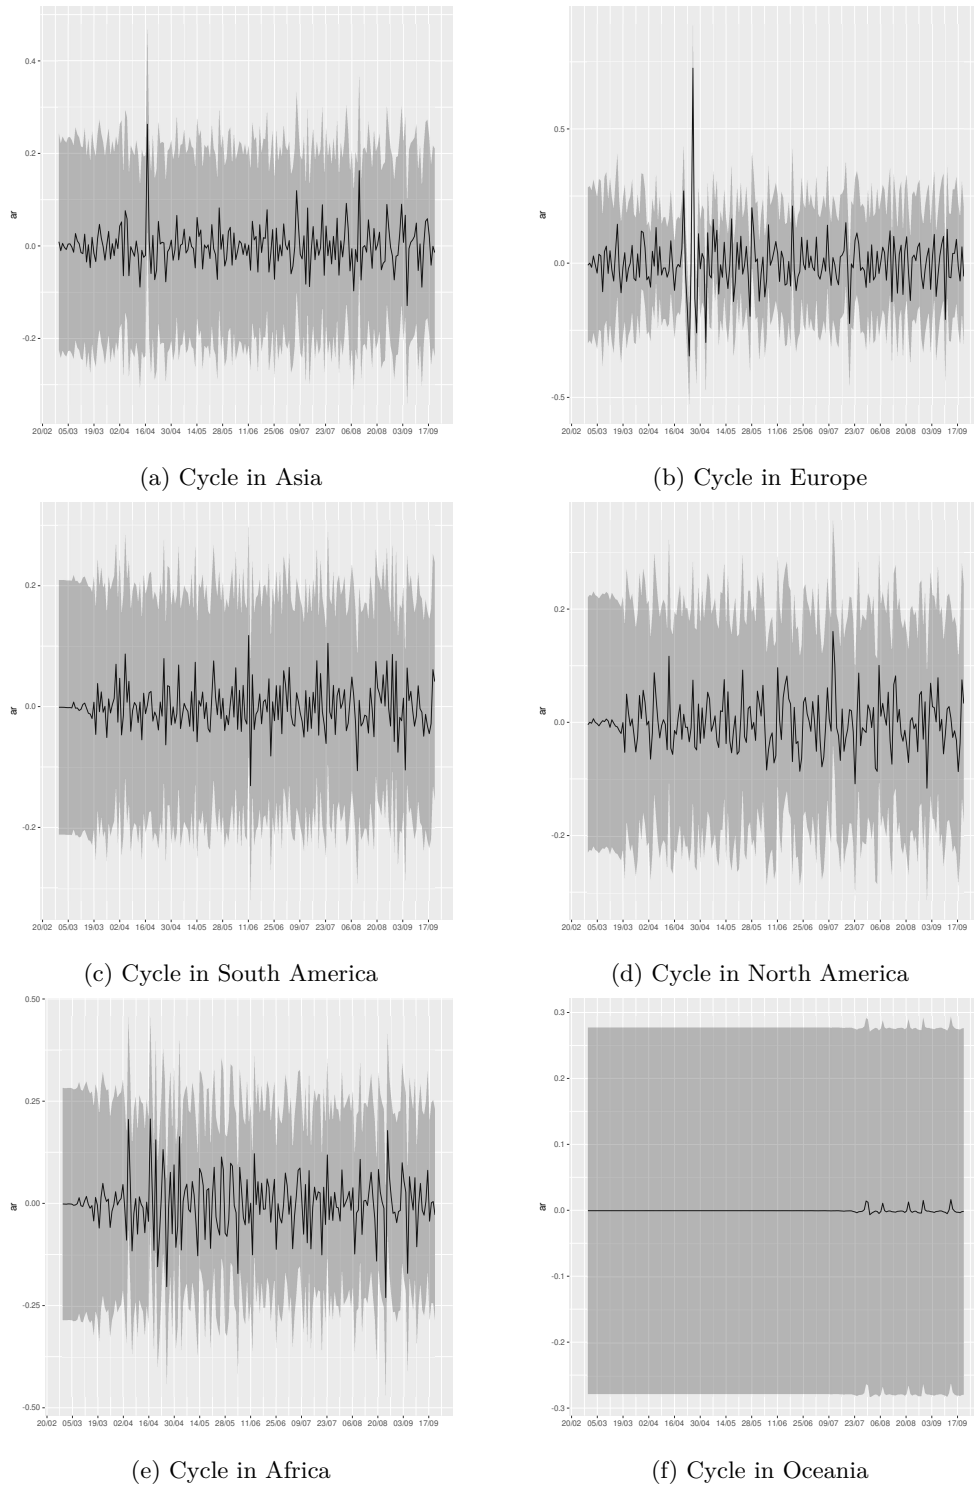 0.4
0.2
0.0
-0.2
ar
20/02 05/03 19/03 02/04 16/04 30/04 14/05 28/05 11/06 25/06 09/07 23/07 06/08 20/08 03/09 17/09
(a) Cycle in Asia
0.5
0.0
-0.5
ar
20/02 05/03 19/03 02/04 16/04 30/04 14/05 28/05 11/06 25/06 09/07 23/07 06/08 20/08 03/09 17/09
(b) Cycle in Europe
0.2
0.0
-0.2
ar
20/02 05/03 19/03 02/04 16/04 30/04 14/05 28/05 11/06 25/06 09/07 23/07 06/08 20/08 03/09 17/09
(c) Cycle in South America
0.2
0.0
-0.2
ar
20/02 05/03 19/03 02/04 16/04 30/04 14/05 28/05 11/06 25/06 09/07 23/07 06/08 20/08 03/09 17/09
(d) Cycle in North America
0.50
0.25
0.00
-0.25
-0.50
ar
20/02 05/03 19/03 02/04 16/04 30/04 14/05 28/05 11/06 25/06 09/07 23/07 06/08 20/08 03/09 17/09
(e) Cycle in Africa
0.3
0.2
0.1
0.0
-0.1
-0.2
-0.3
ar
20/02 05/03 19/03 02/04 16/04 30/04 14/05 28/05 11/06 25/06 09/07 23/07 06/08 20/08 03/09 17/09
(f) Cycle in Oceania